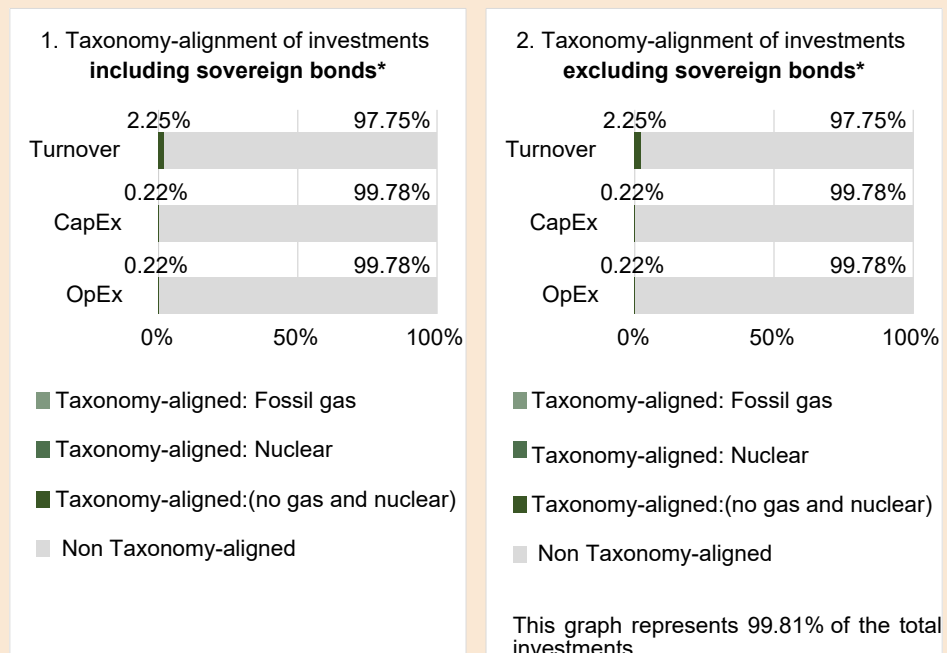 1. Taxonomy-alignment of investments
including sovereign bonds*
2.25% 97.75%
Turnover
0.22% 99.78%
CapEx
0.22% 99.78%
OpEx
0% 50% 100%
Taxonomy-aligned: Fossil gas
Taxonomy-aligned: Nuclear
Taxonomy-aligned:(no gas and nuclear)
Non Taxonomy-aligned
2. Taxonomy-alignment of investments
excluding sovereign bonds*
2.25% 97.75%
Turnover
0.22% 99.78%
CapEx
0.22% 99.78%
OpEx
0% 50% 100%
Taxonomy-aligned: Fossil gas
Taxonomy-aligned: Nuclear
Taxonomy-aligned:(no gas and nuclear)
Non Taxonomy-aligned
This graph represents 99.81% of the total
investments